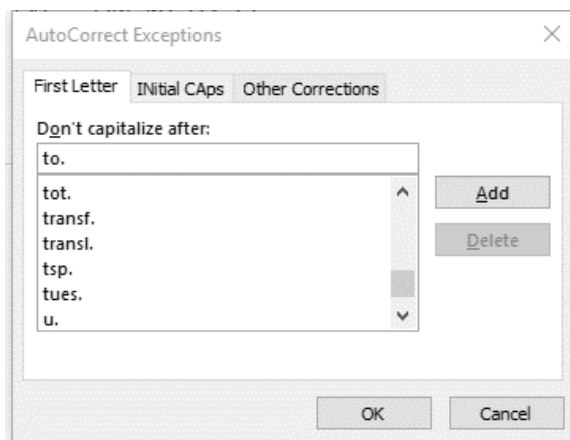 AutoCorrect Exceptions
First Letter INitial CAps Other Corrections
Don't capitalize after:
to.
tot.
transf.
transl.
tsp.
tues.
u.
Add
Delete
OK Cancel